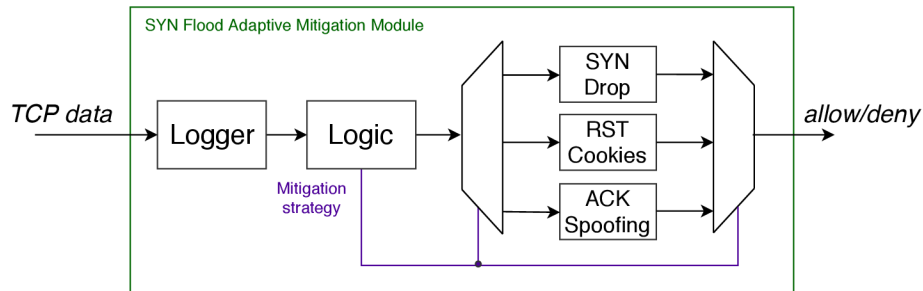 SYN Flood Adaptive Mitigation Module
TCP data
Logger
Logic
Mitigation
strategy
SYN
Drop
RST
Cookies
ACK
Spoofing
allow/deny